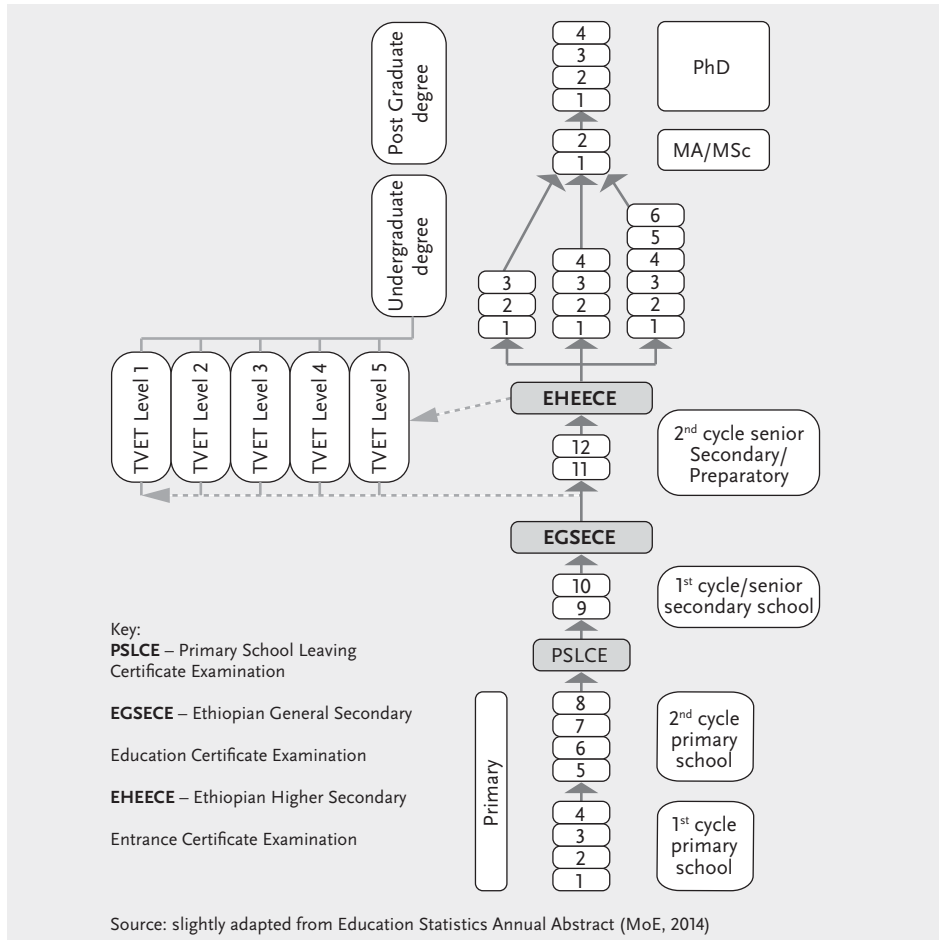 4
3
2
1
PhD
Post Graduate
degree
2
1
MA/MSc
Undergraduate
degree
3
2
1
4
3
2
1
6
5
4
3
2
1
TVET Level 1
TVET Level 2
TVET Level 3
TVET Level 4
TVET Level 5
EHEECE
12
11
2nd cycle senior
Secondary/
Preparatory
EGSECE
10
9
1st cycle/senior
secondary school
PSLCE
8
7
6
5
2nd cycle
primary
school
Primary
4
3
2
1
1st cycle
primary
school
Key:
PSLCE – Primary School Leaving
Certificate Examination
EGSECE – Ethiopian General Secondary
Education Certificate Examination
EHEECE – Ethiopian Higher Secondary
Entrance Certificate Examination
Source: slightly adapted from Education Statistics Annual Abstract (MoE, 2014)